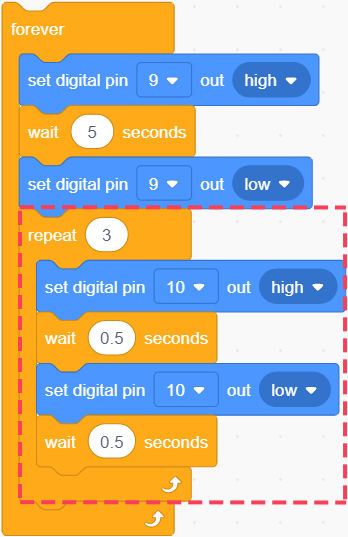 forever
set digital pin 9 out high
wait 5 seconds
set digital pin 9 out low
repeat 3
set digital pin 10 out high
wait 0.5 seconds
set digital pin 10 out low
wait 0.5 seconds